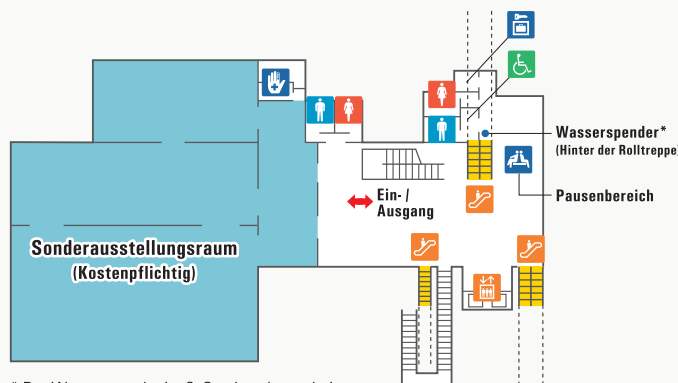 Wasserspender*
(Hinter der Rolltreppe
Pausenbereich
Ein- /
Ausgang
Sonderausstellungsraum
(Kostenpflichtig)